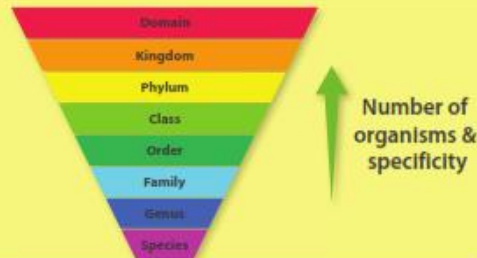 Domain
Kingdom
Phylum
Class
Order
Family
Genus
Species
Number of
organisms &
specificity